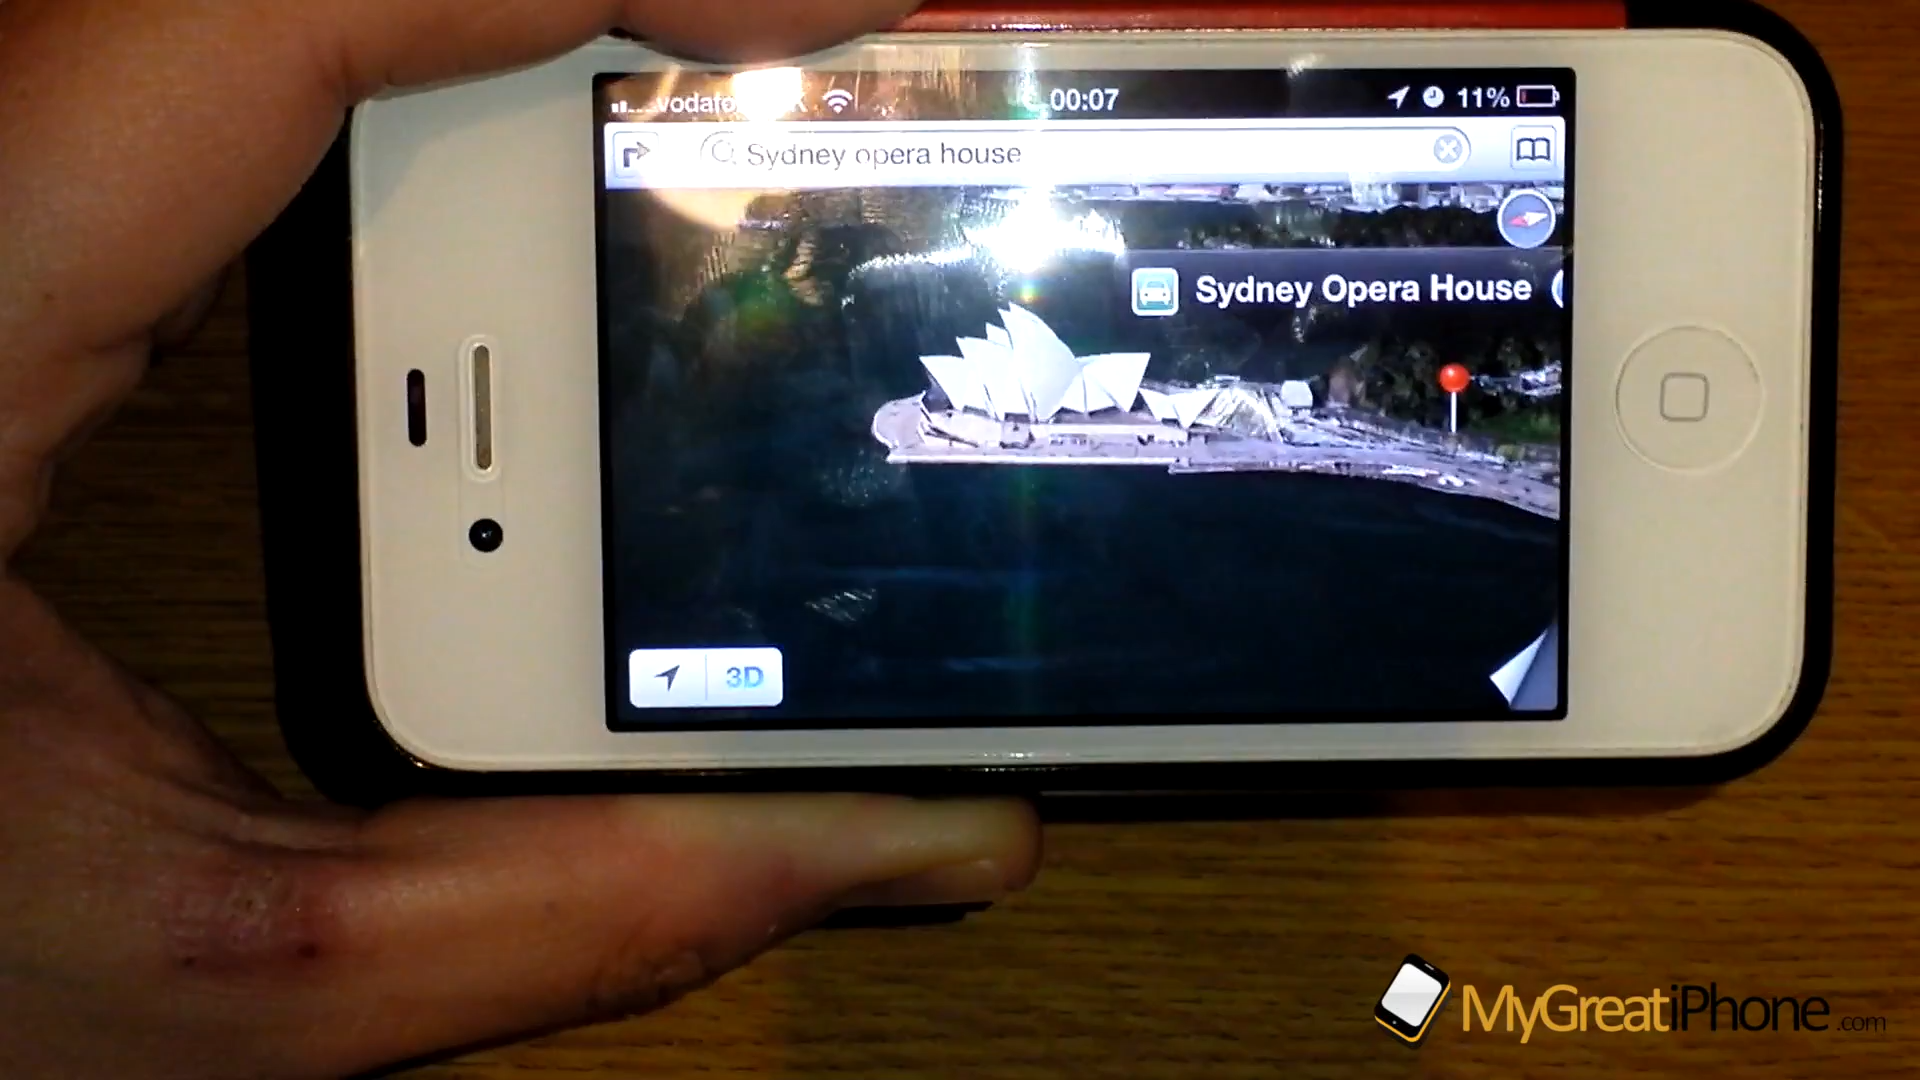 00:07
11%
Sydney opera house
Sydney Opera House
3D
MyGreatiPhone.com